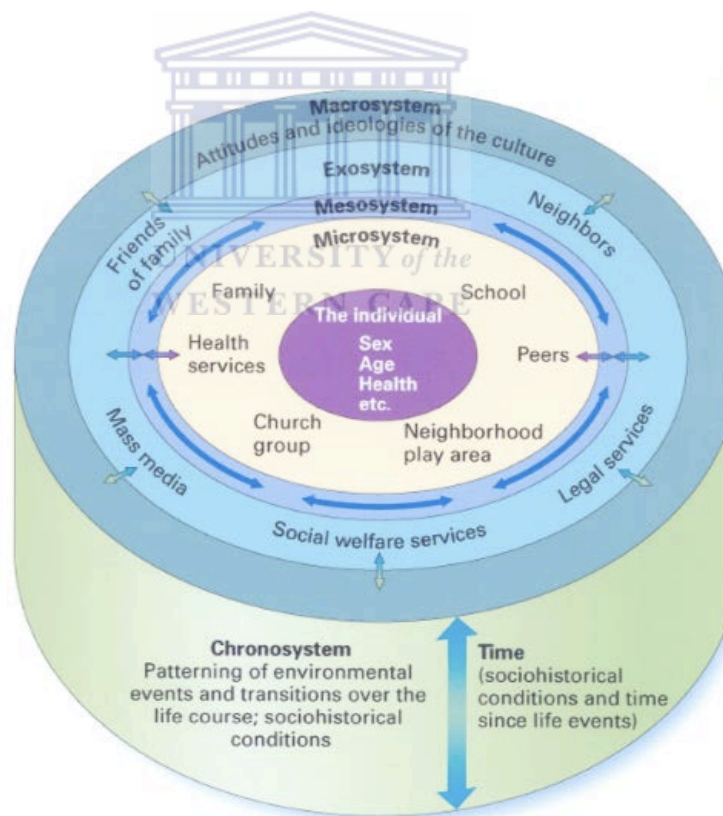 Macrosystem
Attitudes and ideologies of the culture
Exosystem
Mesosystem
Microsystem
Friends
of family
Neighbors
UNIVERSITY of the
WESTERN CAPE
Family
School
The individual
Sex
Age
Health
etc.
Health
services
Peers
Church
group
Neighborhood
play area
Mass media
Legal services
Social welfare services
Chronosystem
Patterning of environmental
events and transitions over the
life course; sociohistorical
conditions
Time
(sociohistorical
conditions and time
since life events)